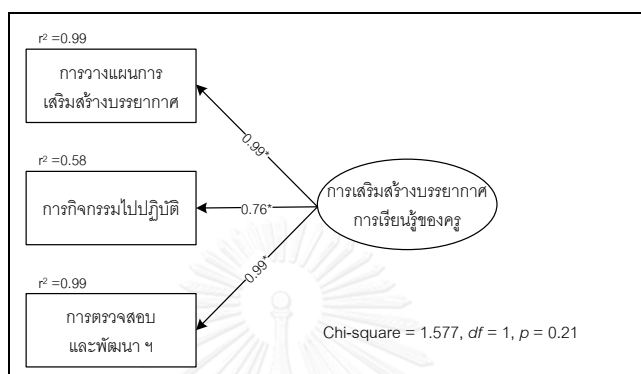 r² =0.99
การวางแผนการ
เสริมสร้างบรรยากาศ
0.99*
r² =0.58
การกิจกรรมไปปฏิบัติ
0.76*
การเสริมสร้างบรรยากาศ
การเรียนรู้ของครู
r² =0.99
การตรวจสอบ
และพัฒนา ฯ
0.99*
Chi-square = 1.577, df = 1, p = 0.21